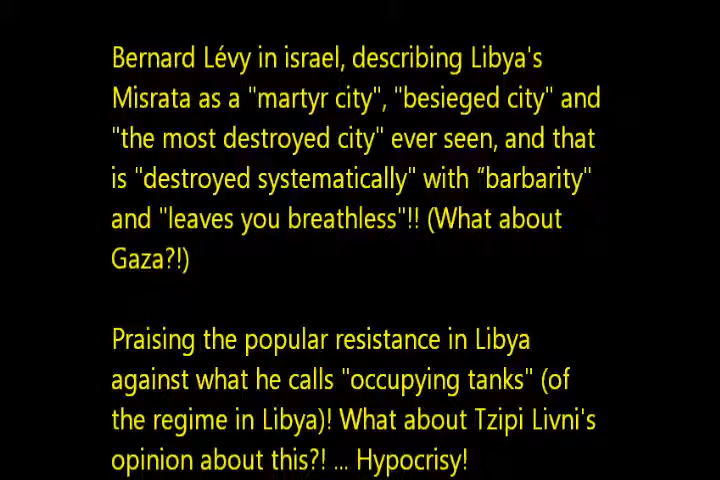 Bernard Lévy in israel, describing Libya's
Misrata as a "martyr city", "besieged city" and
"the most destroyed city" ever seen, and that
is "destroyed systematically" with “barbarity"
and "leaves you breathless"!! (What about
Gaza?!)
Praising the popular resistance in Libya
against what he calls "occupying tanks" (of
the regime in Libya)! What about Tzipi Livni's
opinion about this?! ... Hypocrisy!